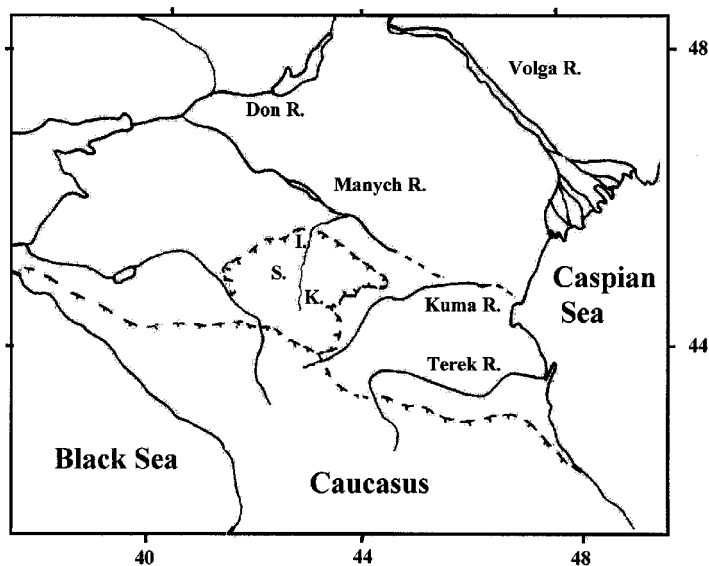 48
Volga R.
Don R.
Manych R.
I.
S.
K.
Caspian
Sea
Kuma R.
44
Terek R.
Black Sea
Caucasus
40
44
48